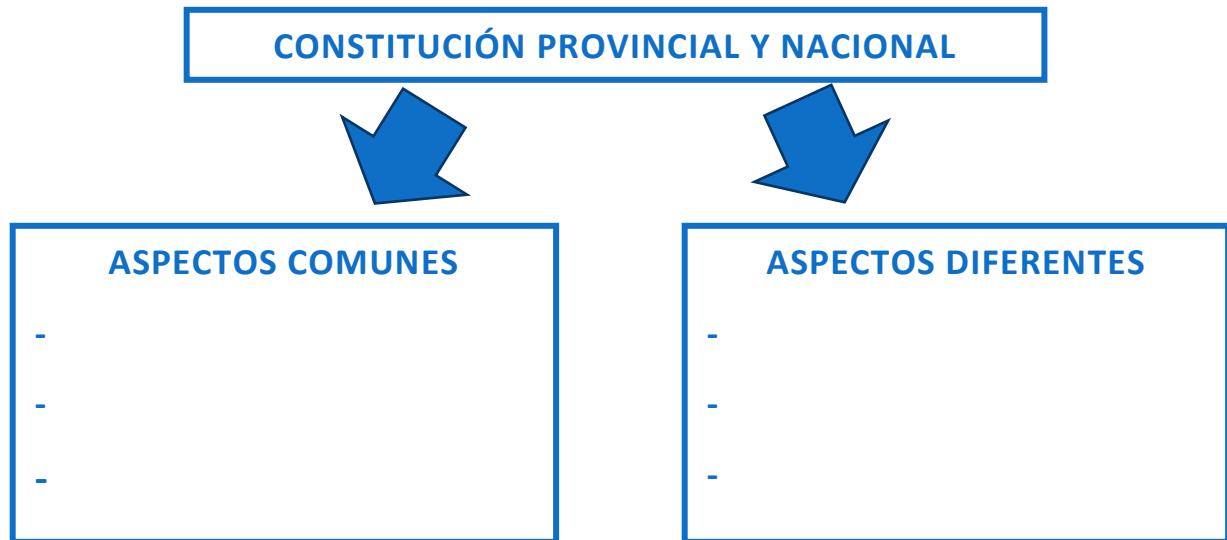 CONSTITUCIÓN PROVINCIAL Y NACIONAL
ASPECTOS COMUNES
-
-
-
ASPECTOS DIFERENTES
-
-
-